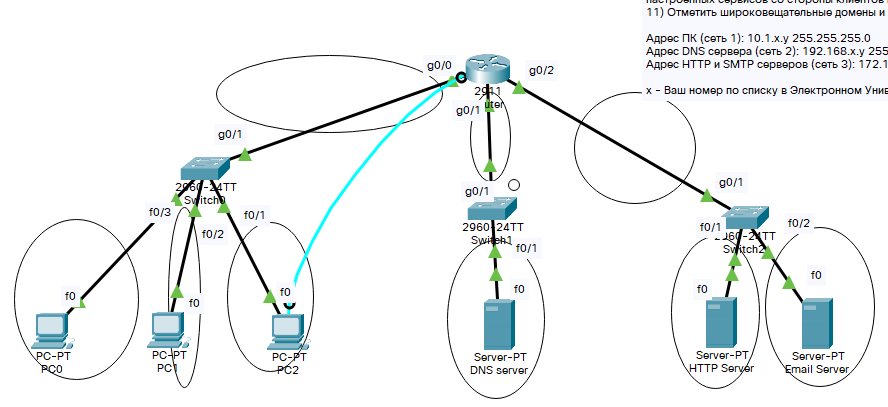 настроенных сервисов со стороны клиентов
11) Отметить широковещательные домены и
Адрес ПК (сеть 1): 10.1.x.y 255.255.255.0
Адрес DNS сервера (сеть 2): 192.168.x.y 255
Адрес HTTP и SMTP серверов (сеть 3): 172.1
x - Ваш номер по списку в Электронном Унив
g0/0
g0/2
2911
uter
g0/1
g0/1
2960-24TT
Switch0
g0/1
g0/1
2960-24TT
Switch1
2960-24TT
Switch2
f0/3
f0/2
f0/1
f0/1
f0/1
f0/2
f0
f0
f0
f0
f0
f0
PC-PT
PC0
PC-PT
PC1
PC-PT
PC2
Server-PT
DNS server
Server-PT
HTTP Server
Server-PT
Email Server